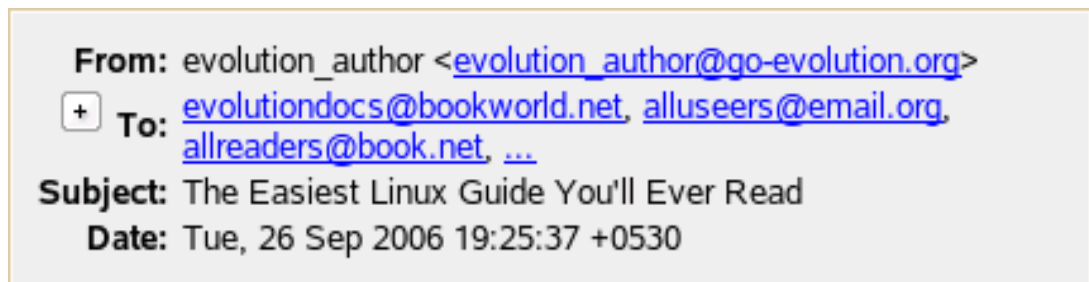 From: evolution_author <evolution_author@go-evolution.org>
+ To: evolutiondocs@bookworld.net, alluseers@email.org,
allreaders@book.net, ...
Subject: The Easiest Linux Guide You'll Ever Read
Date: Tue, 26 Sep 2006 19:25:37 +0530